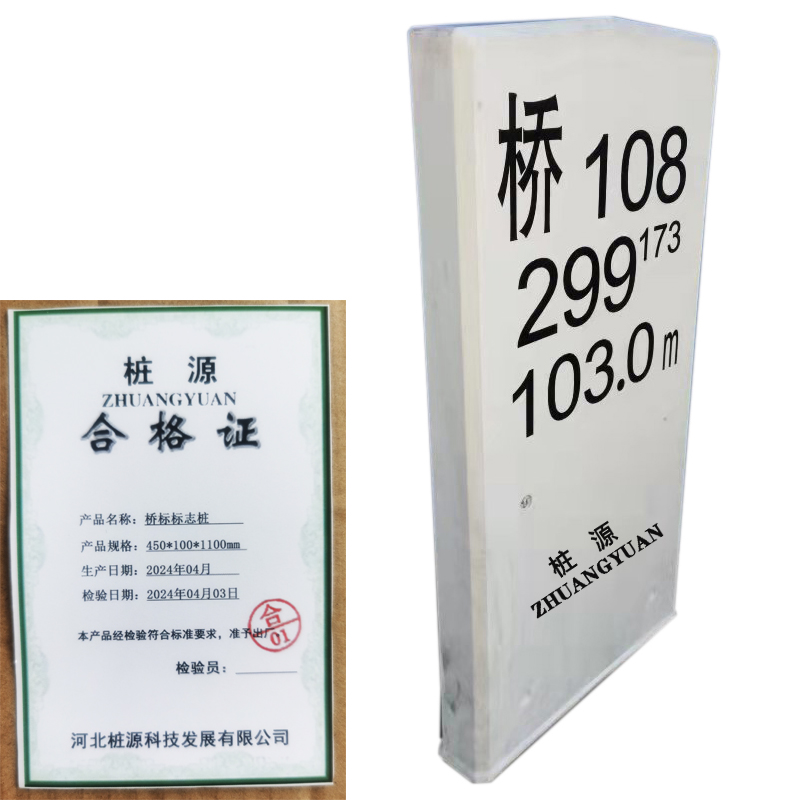 桥 108
299173
103.0m
桩 源
ZHUANGYUAN
桩 源
ZHUANGYUAN
合 格 证
产品名称：桥标标志桩
产品规格：450*100*1100mm
生产日期：2024年04月
检验日期：2024年04月03日
本产品经检验符合标准要求，准予出厂
合
01
检验员：
河北桩源科技发展有限公司